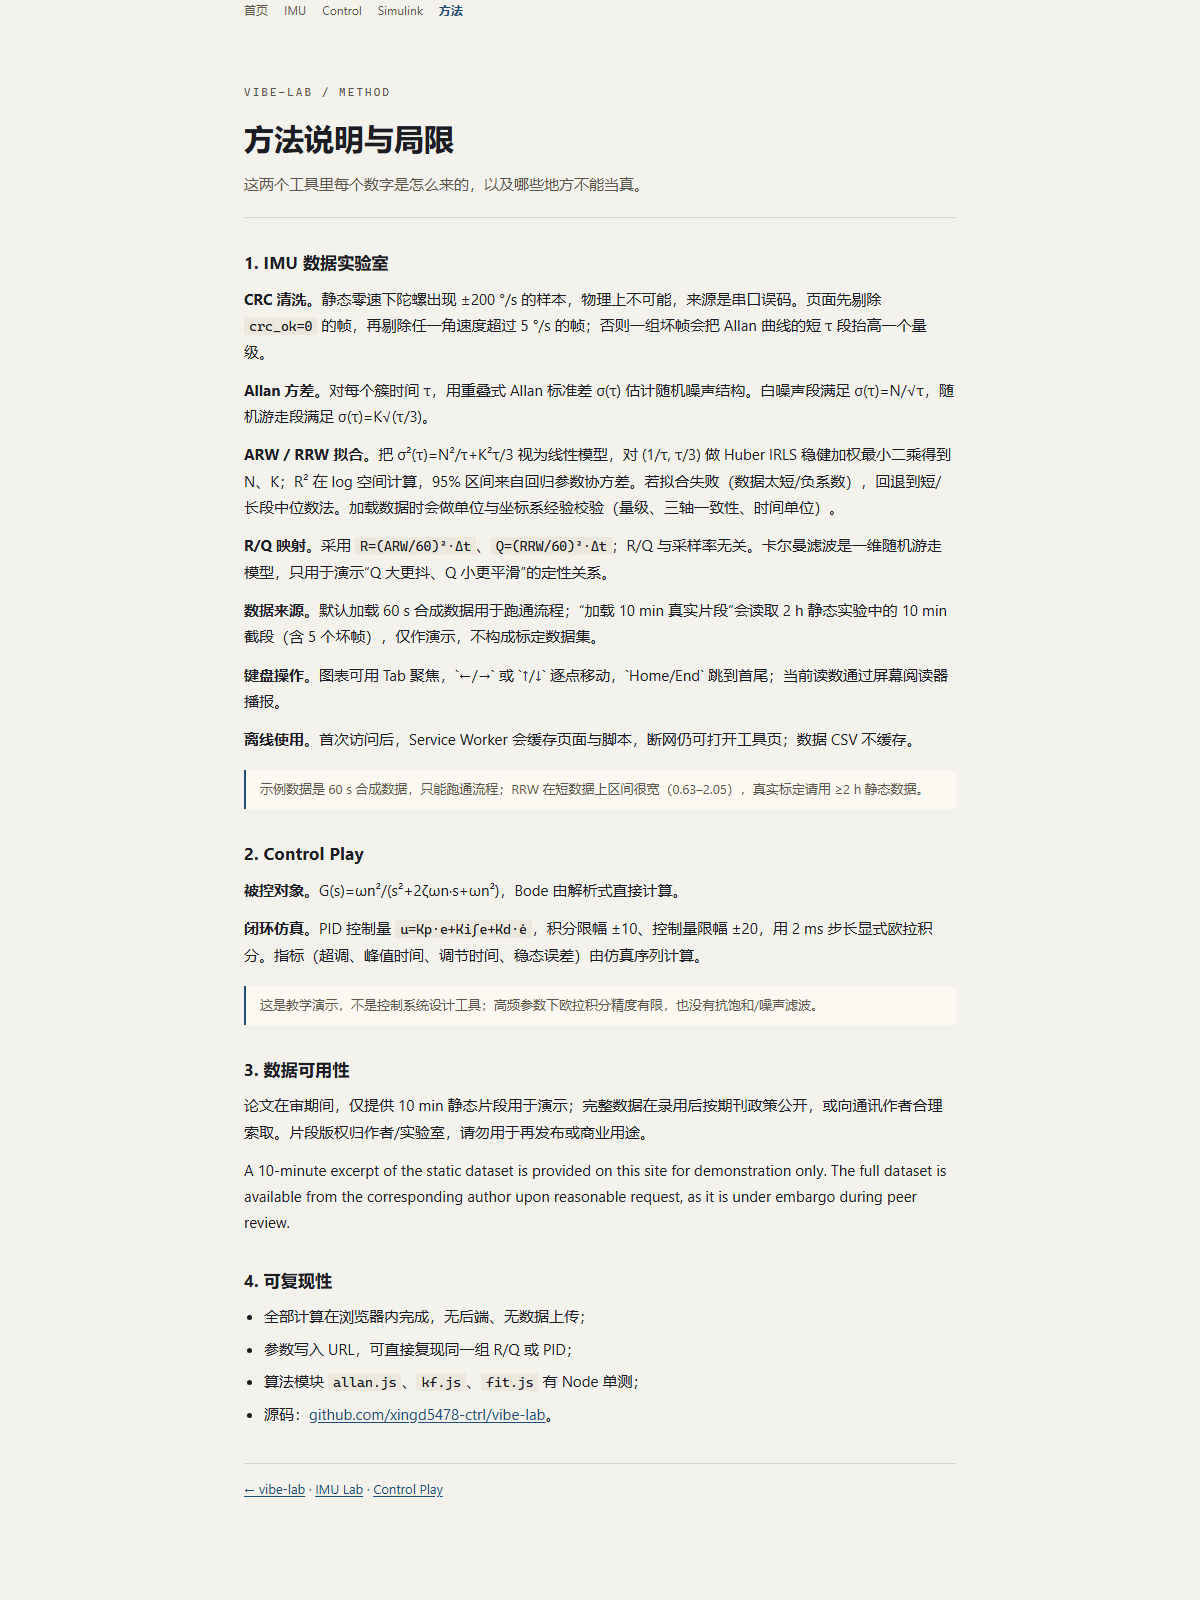 首页 IMU Control Simulink 方法
VIBE-LAB / METHOD
方法说明与局限
这两个工具里每个数字是怎么来的，以及哪些地方不能当真。
1. IMU 数据实验室
CRC 清洗。静态零速下陀螺出现 ±200 °/s 的样本，物理上不可能，来源是串口误码。页面先剔除
crc_ok=0 的帧，再剔除任一角速度超过 5 °/s 的帧；否则一组坏帧会把 Allan 曲线的短 τ 段抬高一个量
级。
Allan 方差。对每个簇时间 τ，用重叠式 Allan 标准差 σ(τ) 估计随机噪声结构。白噪声段满足 σ(τ)=N/√τ，随
机游走段满足 σ(τ)=K√(τ/3)。
ARW / RRW 拟合。把 σ²(τ)=N²/τ+K²τ/3 视为线性模型，对 (1/τ, τ/3) 做 Huber IRLS 稳健加权最小二乘得到
N、K；R² 在 log 空间计算，95% 区间来自回归参数协方差。若拟合失败（数据太短/负系数），回退到短/
长段中位数法。加载数据时会做单位与坐标系经验校验（量级、三轴一致性、时间单位）。
R/Q 映射。采用 R=(ARW/60)²·Δt、Q=(RRW/60)²·Δt；R/Q 与采样率无关。卡尔曼滤波是一维随机游走
模型，只用于演示“Q 大更抖、Q 小更平滑”的定性关系。
数据来源。默认加载 60 s 合成数据用于跑通流程；“加载 10 min 真实片段”会读取 2 h 静态实验中的 10 min
截段（含 5 个坏帧），仅作演示，不构成标定数据集。
键盘操作。图表可用 Tab 聚焦，`←/→` 或 `↑/↓` 逐点移动，`Home/End` 跳到首尾；当前读数通过屏幕阅读器
播报。
离线使用。首次访问后，Service Worker 会缓存页面与脚本，断网仍可打开工具页；数据 CSV 不缓存。
示例数据是 60 s 合成数据，只能跑通流程；RRW 在短数据上区间很宽（0.63–2.05），真实标定请用 ≥2 h 静态数据。
2. Control Play
被控对象。G(s)=ωn²/(s²+2ζωn·s+ωn²)，Bode 由解析式直接计算。
闭环仿真。PID 控制量 u=Kp·e+Ki∫e+Kd·ė，积分限幅 ±10、控制量限幅 ±20，用 2 ms 步长显式欧拉积
分。指标（超调、峰值时间、调节时间、稳态误差）由仿真序列计算。
这是教学演示，不是控制系统设计工具；高频参数下欧拉积分精度有限，也没有抗饱和/噪声滤波。
3. 数据可用性
论文在审期间，仅提供 10 min 静态片段用于演示；完整数据在录用后按期刊政策公开，或向通讯作者合理
索取。片段版权归作者/实验室，请勿用于再发布或商业用途。
A 10-minute excerpt of the static dataset is provided on this site for demonstration only. The full dataset is
available from the corresponding author upon reasonable request, as it is under embargo during peer
review.
4. 可复现性
• 全部计算在浏览器内完成，无后端、无数据上传；
• 参数写入 URL，可直接复现同一组 R/Q 或 PID；
• 算法模块 allan.js、kf.js、fit.js 有 Node 单测；
• 源码：github.com/xingd5478-ctrl/vibe-lab。
← vibe-lab · IMU Lab · Control Play